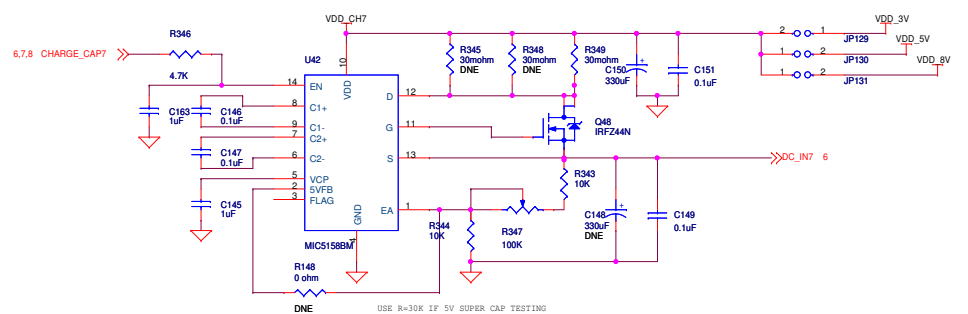 VDD_CH7
VDD_3V
VDD_5V
VDD_8V
2 1 JP129
1 2 JP130
1 2 JP131
6,7,8 CHARGE_CAP7
R346
4.7K
U42
R345
30mohm
DNE
R348
30mohm
DNE
R349
30mohm
C150
330uF
+
C151
0.1uF
10
VDD
14 EN
8 C1+
9 C1-
7 C2+
6 C2-
5 VCP
2 5VFB
3 FLAG
D 12
G 11
S 13
EA 1
GND
4
MIC5158BM
C163
1uF
C146
0.1uF
C147
0.1uF
C145
1uF
Q48
IRFZ44N
DC_IN7 6
R343
10K
R344
10K
R347
100K
C148
330uF
DNE
+
C149
0.1uF
R148
0 ohm
DNE
USE R=30K IF 5V SUPER CAP TESTING